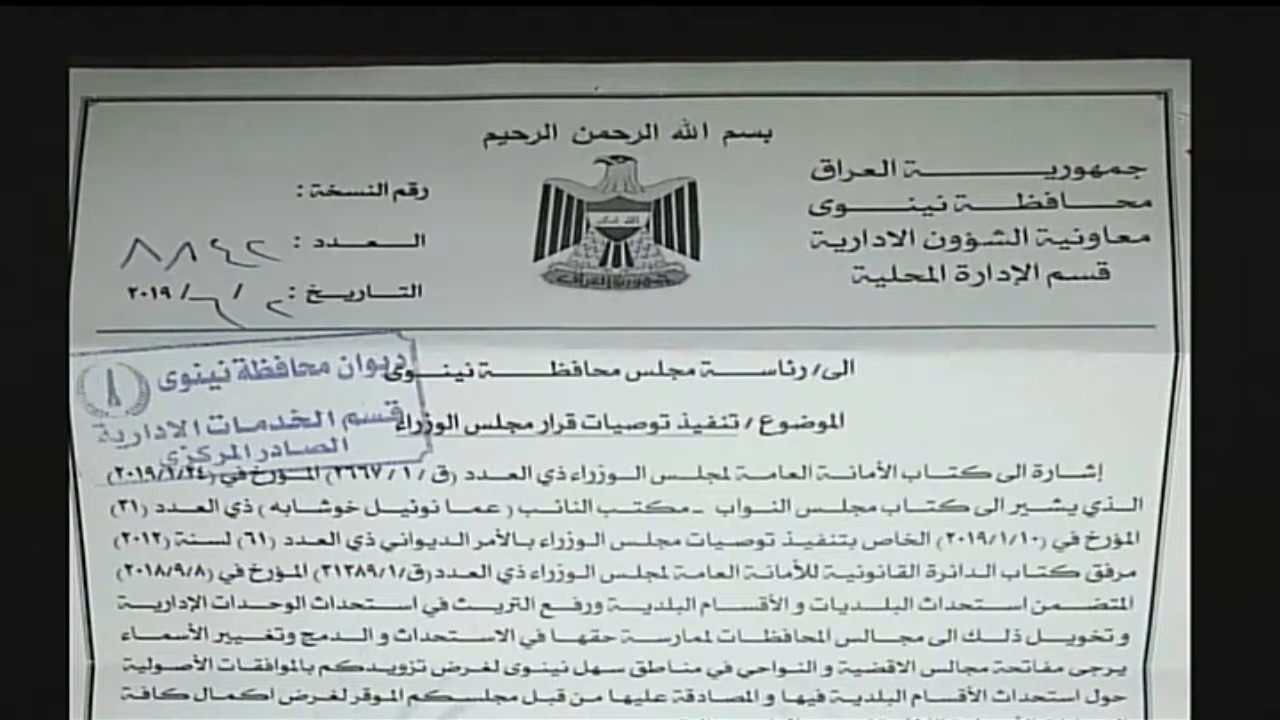 بسم الله الرحمن الرحيم
جمهورية العراق
محافظة نينوى
معاونية الشؤون الادارية
قسم الإدارة المحلية
رقم النسخة :
العدد : ٨٨٤٢
التاريخ : ٢ / ٦ / ٢٠١٩
جمهورية العراق
ديوان محافظة نينوى
قسم الخدمات الادارية
الصادر المركزي
الى/ رئاسة مجلس محافظة نينوى
الموضوع / تنفيذ توصيات قرار مجلس الوزراء
إشارة الى كتاب الأمانة العامة لمجلس الوزراء ذي العدد (ق/ ١/ ٢٦٦٧) المؤرخ في
الذي يشير الى كتاب مجلس النواب - مكتب النائب ( عمانوئيل خوشابه ) ذي العدد (٣١)
المؤرخ في (٢٠١٩/١/١٠) الخاص بتنفيذ توصيات مجلس الوزراء بالأمر الديواني ذي العدد (٦١) لسنة (٢٠١٢)
مرفق كتاب الدائرة القانونية للأمانة العامة لمجلس الوزراء ذي العدد(ق/٣١٣٨٩/١) المؤرخ في (٢٠١٨/٩/٨)
المتضمن استحداث البلديات و الأقسام البلدية ورفع التريث في استحداث الوحدات الإدارية
و تخويل ذلك الى مجالس المحافظات لممارسة حقها في الاستحداث و الدمج وتغيير الأسماء
يرجى مفاتحة مجالس الاقضية و النواحي في مناطق سهل نينوى لغرض تزويدكم بالموافقات الأصولية
حول استحداث الأقسام البلدية فيها و المصادقة عليها من قبل مجلسكم الموقر لغرض اكمال كافة